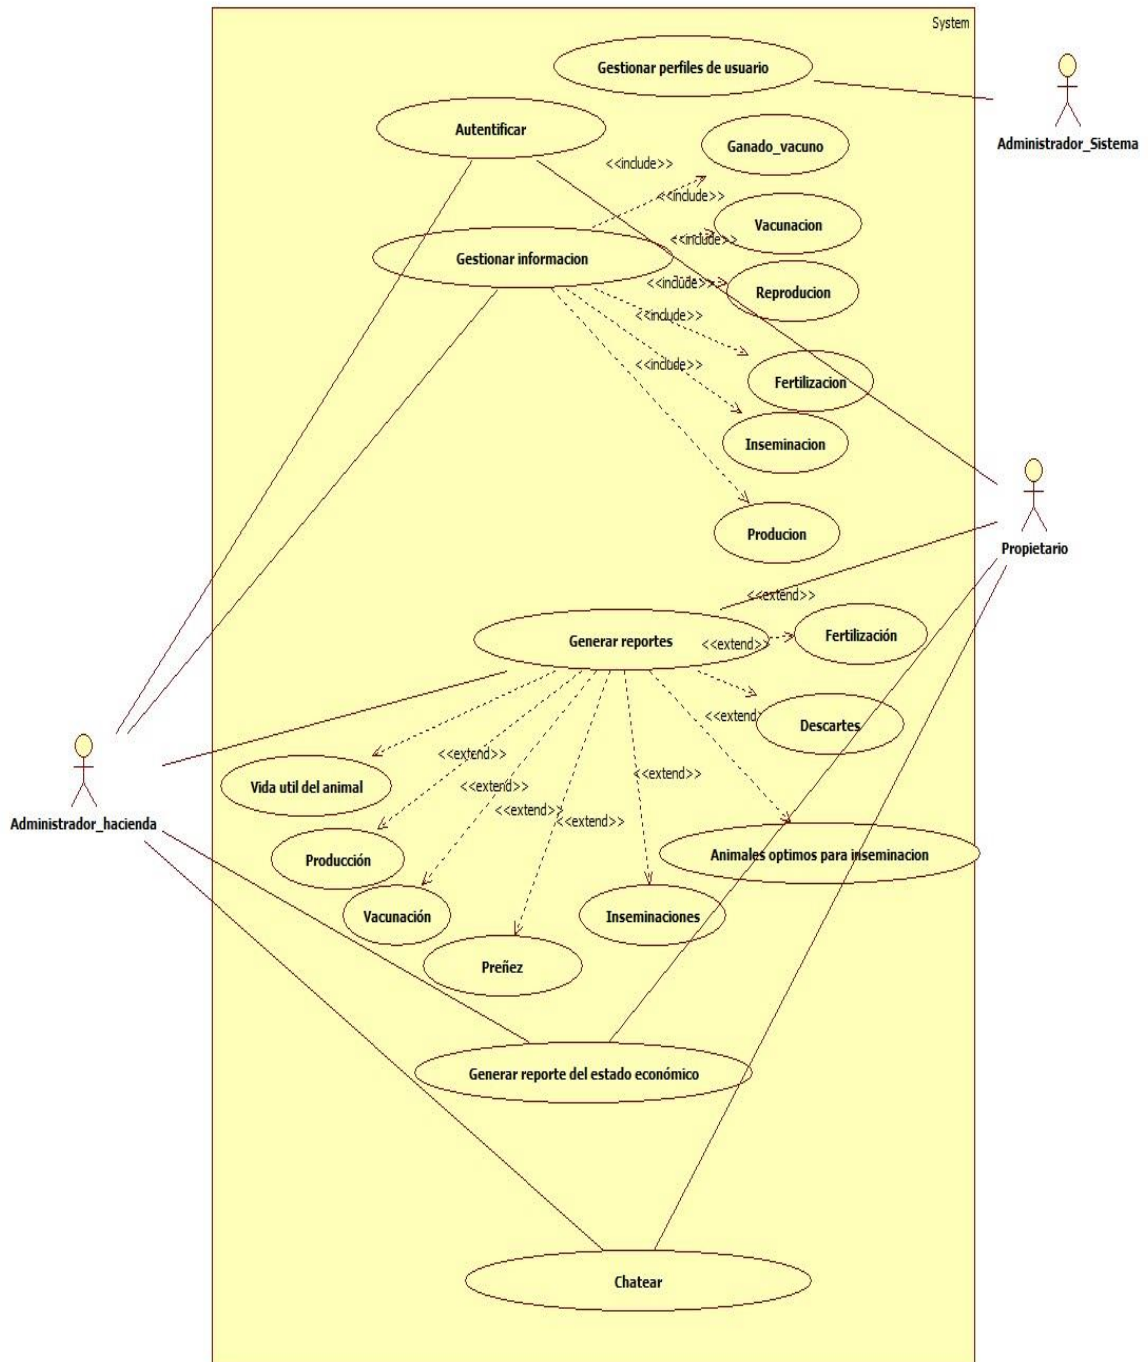 System
Gestionar perfiles de usuario
Administrador_Sistema
Autentificar
Ganado_vacuno
<<include>>
<<include>>
Vacunacion
<<include>>
Gestionar informacion
<<include>>
Reproducion
<<include>>
<<include>>
Fertilizacion
Inseminacion
Producion
Propietario
<<extend>>
Fertilización
Generar reportes
<<extend>>
<<extend>>
Descartes
<<extend>>
<<extend>>
Vida util del animal
<<extend>>
<<extend>>
<<extend>>
Administrador_hacienda
Animales optimos para inseminacion
Producción
Vacunación
Inseminaciones
Preñez
Generar reporte del estado económico
Chatear